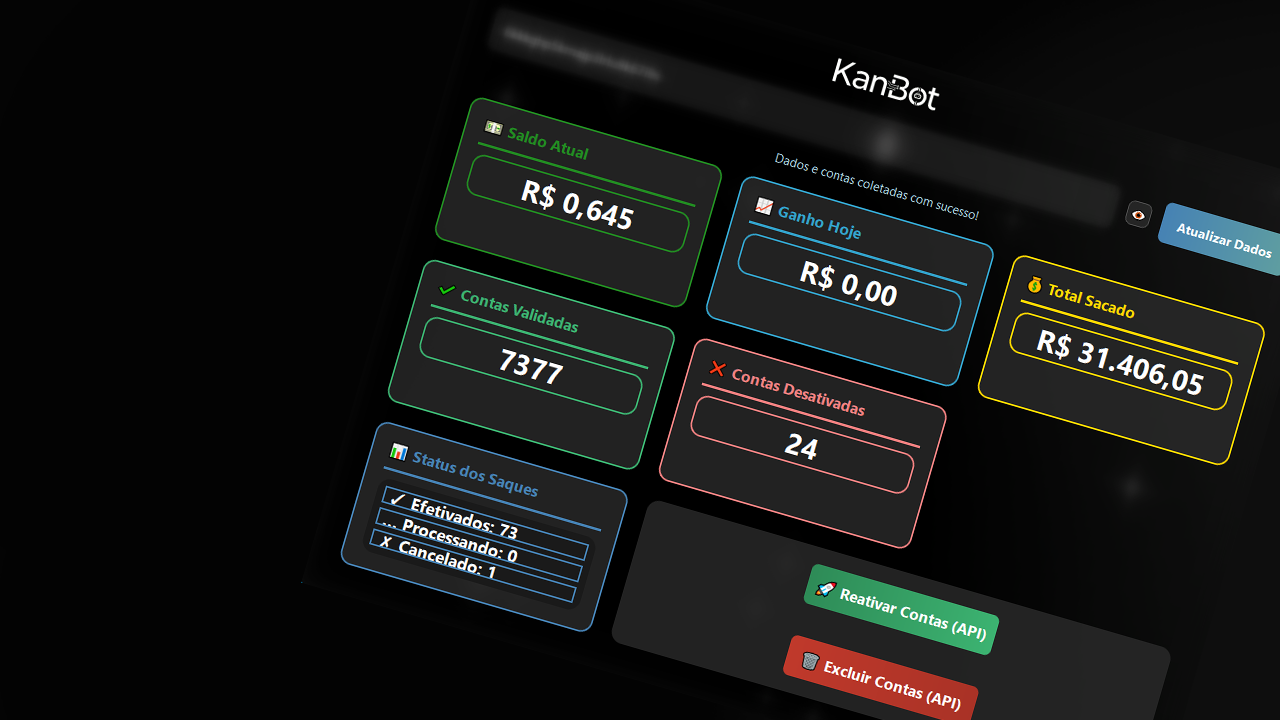 KanBot
Dados e contas coletadas com sucesso!
Atualizar Dados
Saldo Atual
R$ 0,645
Ganho Hoje
R$ 0,00
Total Sacado
R$ 31.406,05
Contas Validadas
7377
Contas Desativadas
24
Status dos Saques
✓ Efetivados: 73
... Processando: 0
✗ Cancelado: 1
Reativar Contas (API)
Excluir Contas (API)